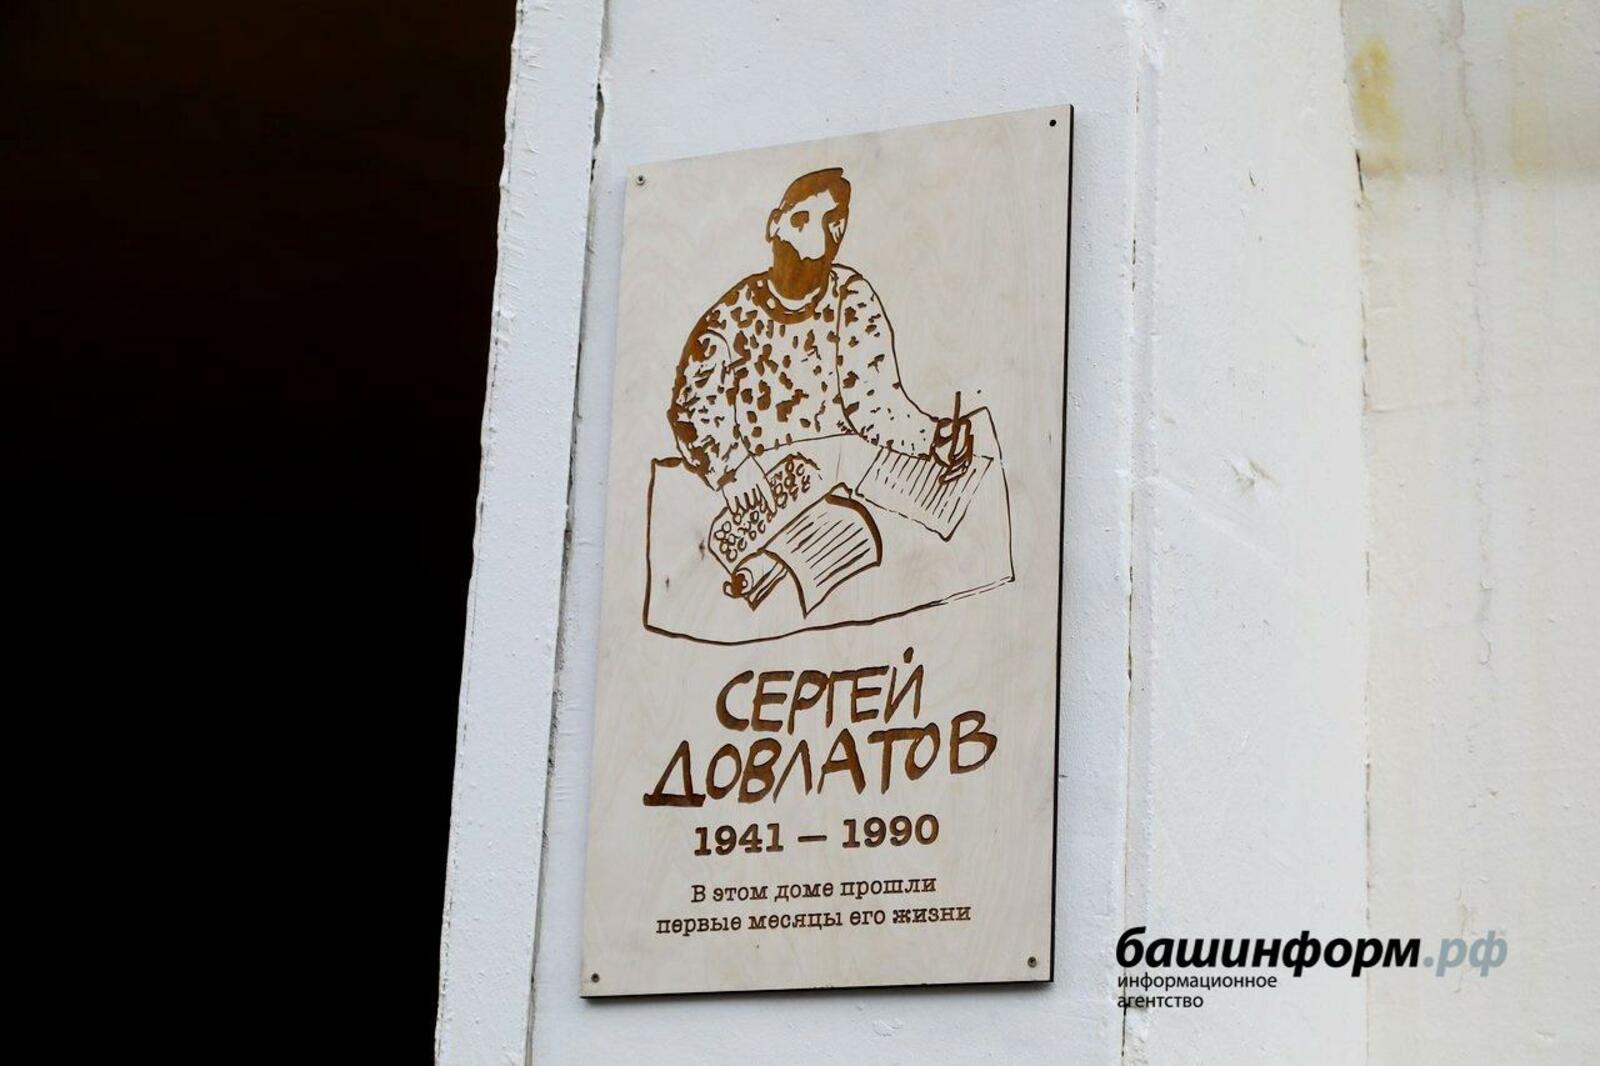 СЕРГЕЙ
ДОВЛАТОВ
1941 – 1990
В этом доме прошли
первые месяцы его жизни
башинформ.рф
информационное
агентство